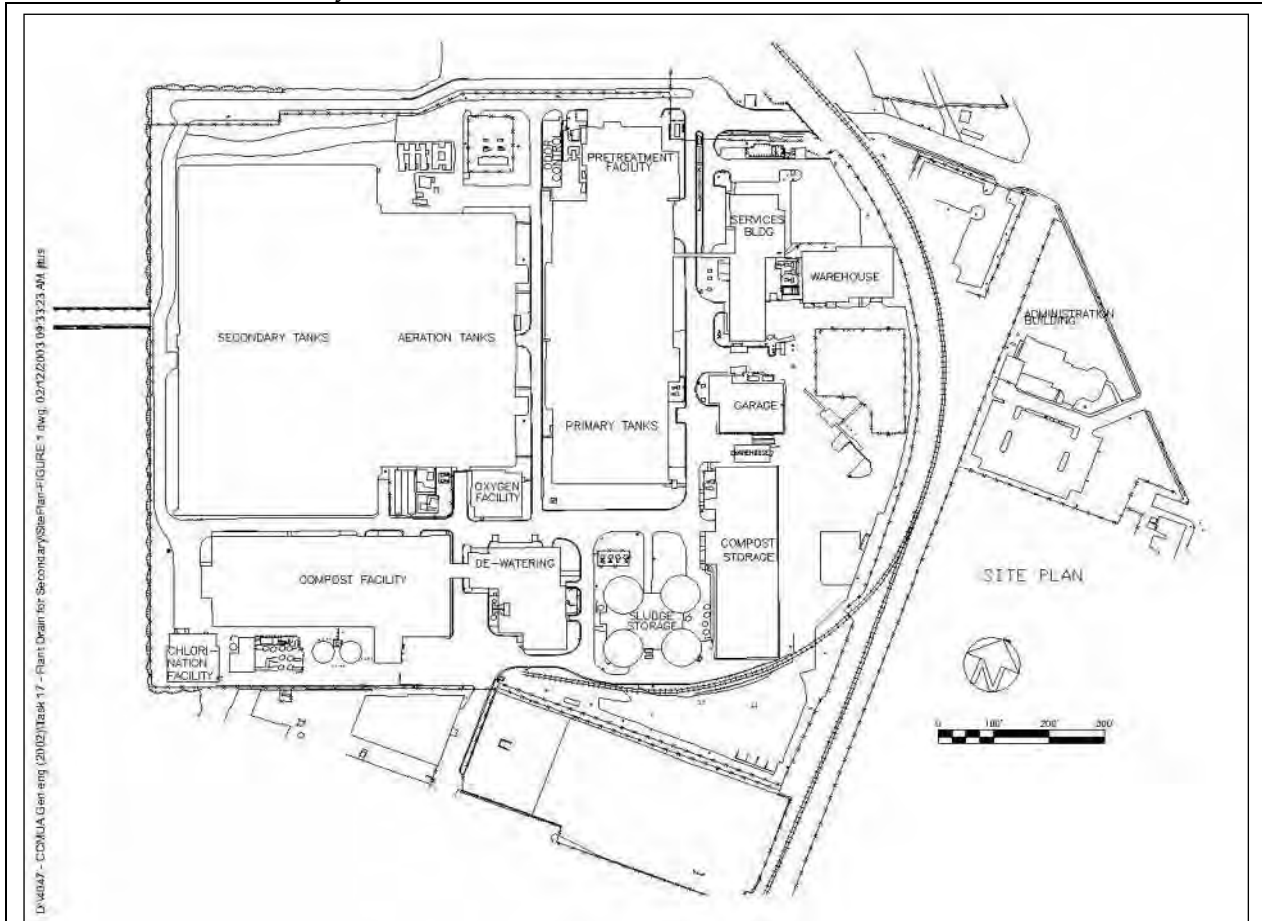 ODOR
CONTROL
PRETREATMENT
FACILITY
SERVICES
BLDG
WAREHOUSE
ADMINISTRATION
BUILDING
SECONDARY TANKS
AERATION TANKS
GARAGE
PRIMARY TANKS
WAREHOUSE
OXYGEN
FACILITY
COMPOST
STORAGE
DE-WATERING
COMPOST FACILITY
SLUDGE
STORAGE
CHLORI-
NATION
FACILITY
SITE PLAN
N
0 100' 200' 300'
D:\4047 - CCMUA Gen eng (2002)\Task 17 - Plant Drain for Secondary\SitePlan-FIGURE-1.dwg, 02/12/2003 09:33:23 AM